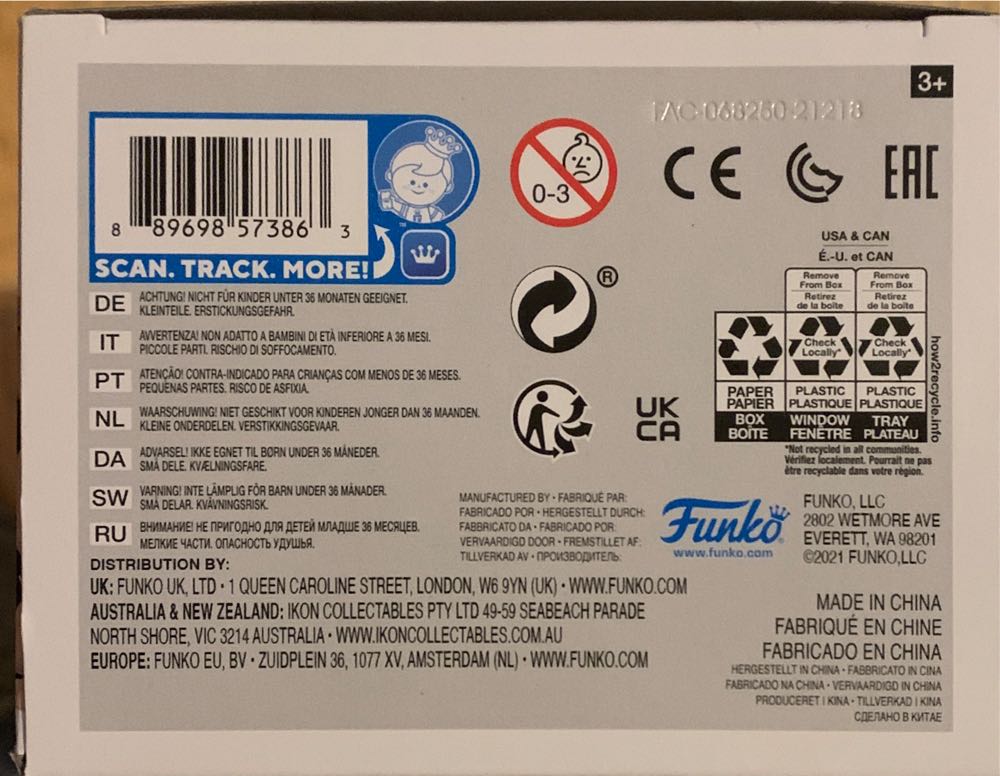 3+
FAC-068260-21218
8 89698 57386 3
SCAN. TRACK. MORE!
™
0-3
CE
EAC
®
UK
CA
USA & CAN
É.-U. et CAN
Remove From Box Retirez de la boîte
Remove From Box Retirez de la boîte
Check Locally*
Check Locally*
PAPER PAPIER
PLASTIC PLASTIQUE
PLASTIC PLASTIQUE
BOX BOÎTE
WINDOW FENÊTRE
TRAY PLATEAU
how2recycle.info
*Not recycled in all communities.
Vérifiez localement. Pourrait ne pas
être recyclable dans votre région.
DE ACHTUNG! NICHT FÜR KINDER UNTER 36 MONATEN GEEIGNET.
KLEINTEILE. ERSTICKUNGSGEFAHR.
IT AVVERTENZA! NON ADATTO A BAMBINI DI ETÀ INFERIORE A 36 MESI.
PICCOLE PARTI. RISCHIO DI SOFFOCAMENTO.
PT ATENÇÃO! CONTRA-INDICADO PARA CRIANÇAS COM MENOS DE 36 MESES.
PEQUENAS PARTES. RISCO DE ASFIXIA.
NL WAARSCHUWING! NIET GESCHIKT VOOR KINDEREN JONGER DAN 36 MAANDEN.
KLEINE ONDERDELEN. VERSTIKKINGSGEVAAR.
DA ADVARSEL! IKKE EGNET TIL BØRN UNDER 36 MÅNEDER.
SMÅ DELE. KVÆLNINGSFARE.
SW VARNING! INTE LÄMPLIG FÖR BARN UNDER 36 MÅNADER.
SMÅ DELAR. KVÄVNINGSRISK.
RU ВНИМАНИЕ! НЕ ПРИГОДНО ДЛЯ ДЕТЕЙ МЛАДШЕ 36 МЕСЯЦЕВ.
МЕЛКИЕ ЧАСТИ. ОПАСНОСТЬ УДУШЬЯ.
MANUFACTURED BY • FABRIQUÉ PAR:
FABRICADO POR • HERGESTELLT DURCH:
FABBRICATO DA • FABRICADO POR:
VERVAARDIGD DOOR • FREMSTILLET AF:
TILLVERKAD AV • ПРОИЗВОДИТЕЛЬ:
Funko
www.funko.com
FUNKO, LLC
2802 WETMORE AVE
EVERETT, WA 98201
©2021 FUNKO,LLC
DISTRIBUTION BY:
UK: FUNKO UK, LTD • 1 QUEEN CAROLINE STREET, LONDON, W6 9YN (UK) • WWW.FUNKO.COM
AUSTRALIA & NEW ZEALAND: IKON COLLECTABLES PTY LTD 49-59 SEABEACH PARADE
NORTH SHORE, VIC 3214 AUSTRALIA • WWW.IKONCOLLECTABLES.COM.AU
EUROPE: FUNKO EU, BV • ZUIDPLEIN 36, 1077 XV, AMSTERDAM (NL) • WWW.FUNKO.COM
MADE IN CHINA
FABRIQUÉ EN CHINE
FABRICADO EN CHINA
HERGESTELLT IN CHINA • FABBRICATO IN CINA
FABRICADO NA CHINA • VERVAARDIGD IN CHINA
PRODUCERET I KINA • TILLVERKAD I KINA
СДЕЛАНО В КИТАЕ